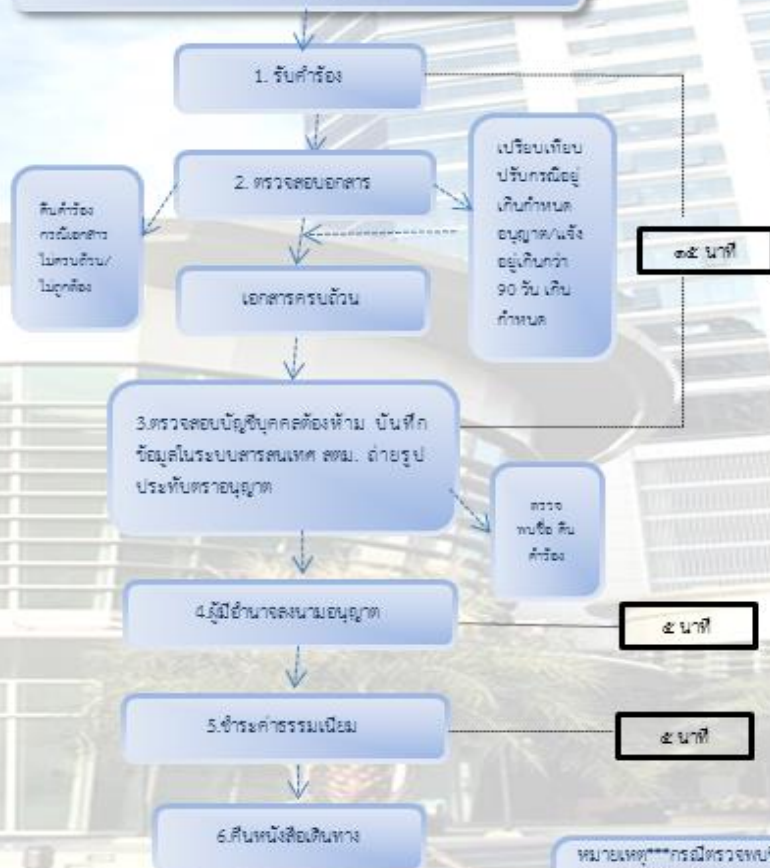 1. รับคำร้อง
2. ตรวจสอบอกสาร
คืนคำร้อง
กรณีเอกสาร
ไม่ครบถ้วน/
ไม่ถูกต้อง
เปรียบเทียบ
ปรับกรณีอยู่
เกินกำหนด
อนุญาต/แจ้ง
อยู่เกินกว่า
90 วัน เกิน
กำหนด
๓๕ นาที
เอกสารครบถ้วน
3.ตรวจสอบบัญชีบุคคลต้องห้าม บันทึก
ข้อมูลในระบบสารสนเทศ สตม. ถ่ายรูป
ประทับตราอนุญาต
ตรวจ
พบชื่อ คืน
คำร้อง
4.ผู้มีอำนาจลงนามอนุญาต
๕ นาที
5.ชำระค่าธรรมเนียม
๕ นาที
6.คืนหนังสือเดินทาง
หมายเหตุ***กรณีตรวจพบ